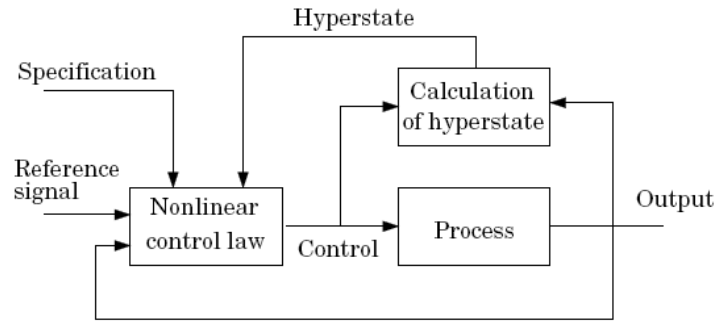 Hyperstate
Specification
Calculation
of hyperstate
Reference
signal
Nonlinear
control law
Control
Process
Output